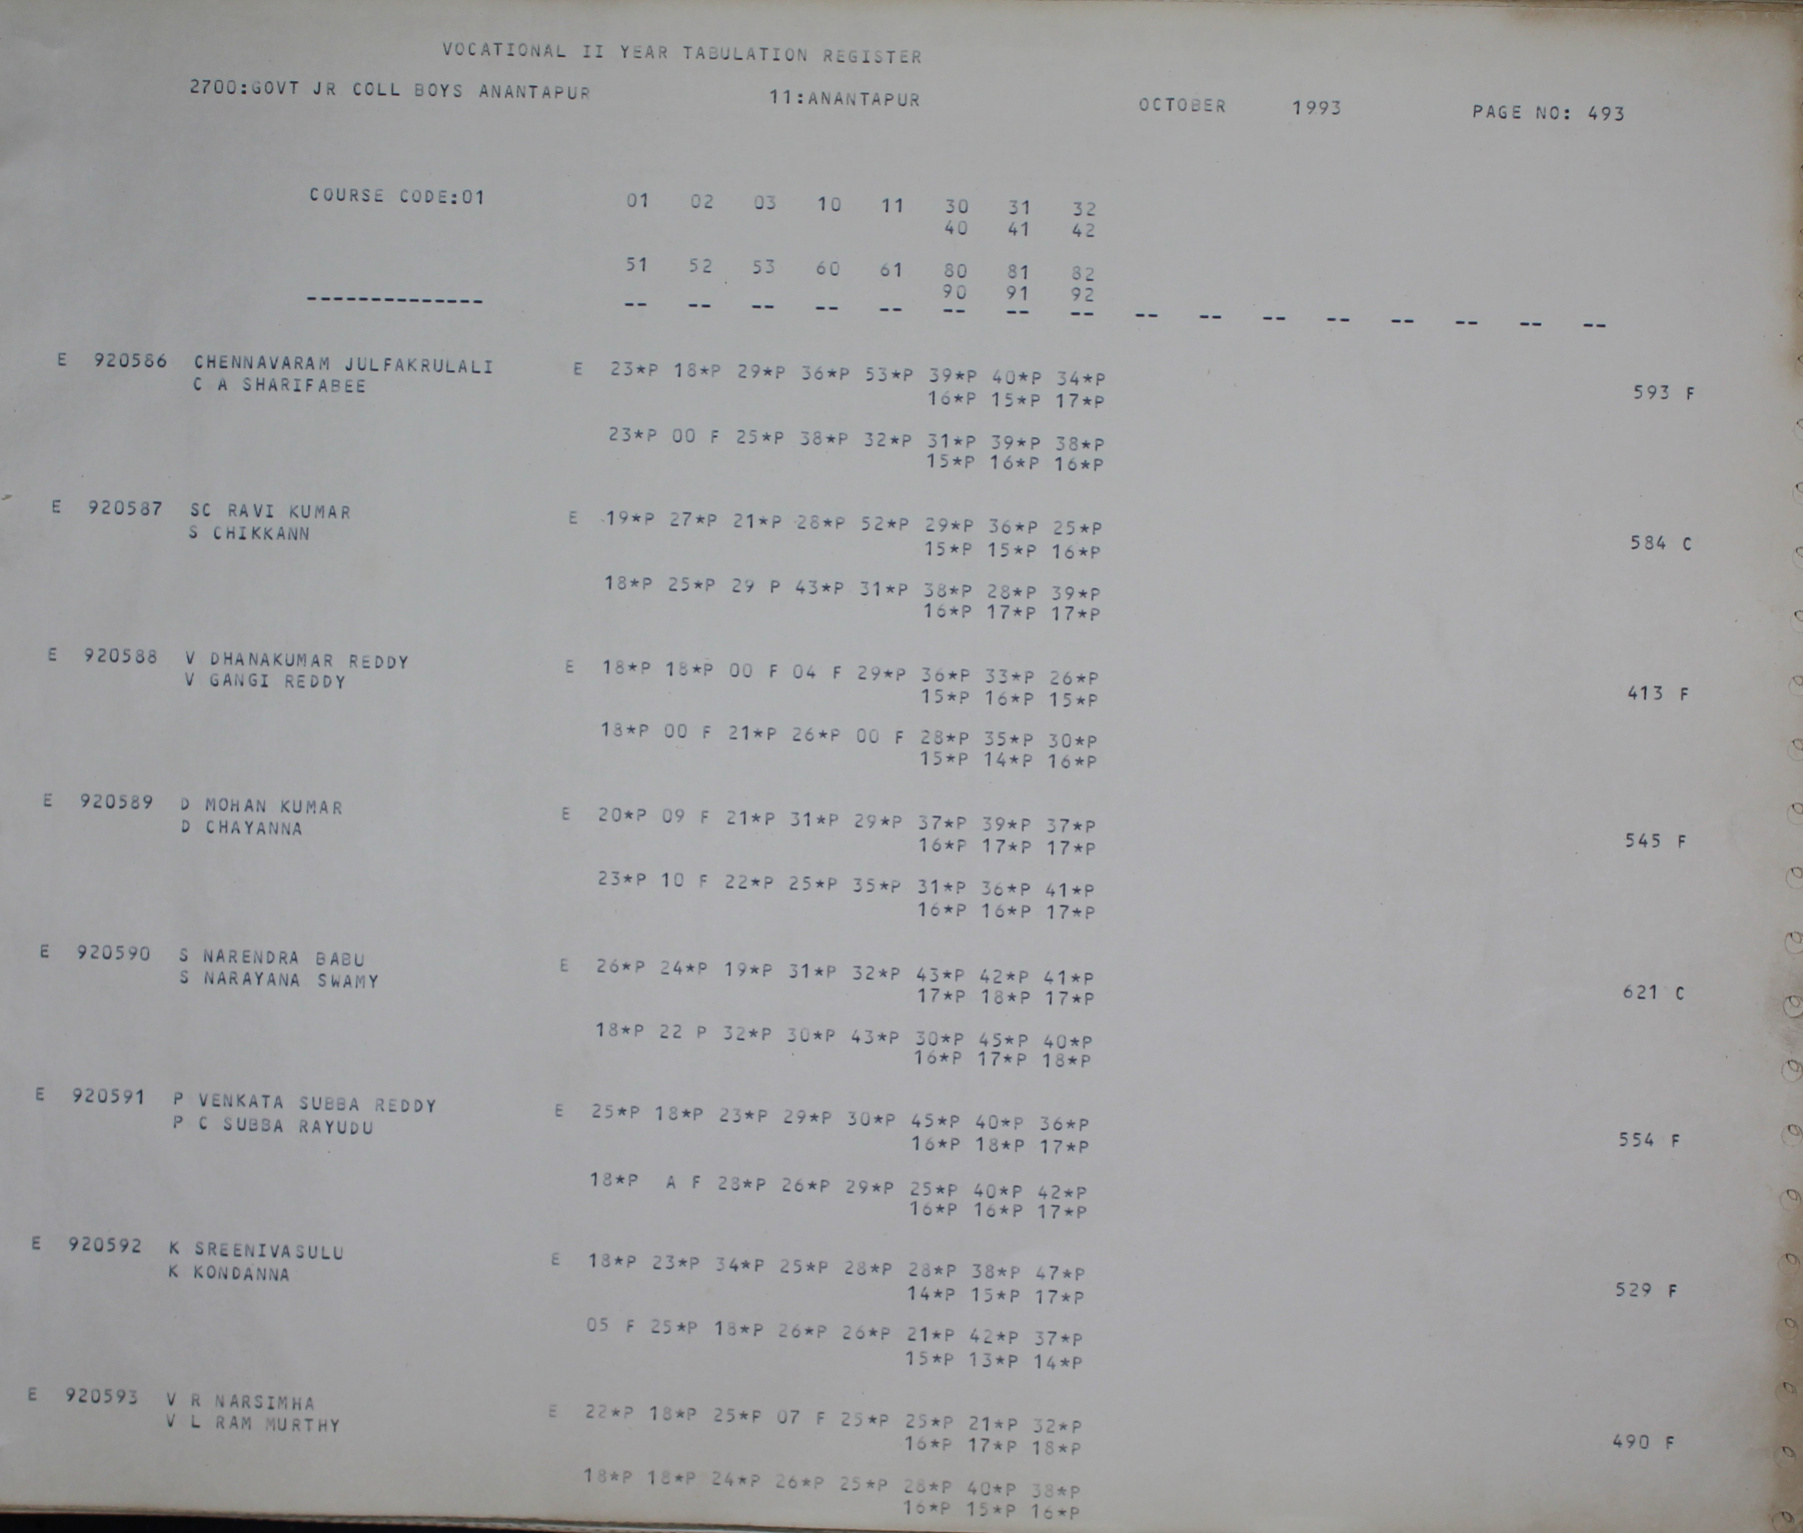 VOCATIONAL II YEAR TABULATION REGISTER
2700:GOVT JR COLL BOYS ANANTAPUR 11:ANANTAPUR OCTOBER 1993 PAGE NO: 493
COURSE CODE:01 01 02 03 10 11 30 31 32
40 41 42
51 52 53 60 61 80 81 82
90 91 92
-------------- -- -- -- -- -- -- -- -- -- -- -- -- -- -- -- --
E 920586 CHENNAVARAM JULFAKRULALI E 23*P 18*P 29*P 36*P 53*P 39*P 40*P 34*P
C A SHARIFABEE 16*P 15*P 17*P 593 F
23*P 00 F 25*P 38*P 32*P 31*P 39*P 38*P
15*P 16*P 16*P
E 920587 SC RAVI KUMAR E 19*P 27*P 21*P 28*P 52*P 29*P 36*P 25*P
S CHIKKANN 15*P 15*P 16*P 584 C
18*P 25*P 29 P 43*P 31*P 38*P 28*P 39*P
16*P 17*P 17*P
E 920588 V DHANAKUMAR REDDY E 18*P 18*P 00 F 04 F 29*P 36*P 33*P 26*P
V GANGI REDDY 15*P 16*P 15*P 413 F
18*P 00 F 21*P 26*P 00 F 28*P 35*P 30*P
15*P 14*P 16*P
E 920589 D MOHAN KUMAR E 20*P 09 F 21*P 31*P 29*P 37*P 39*P 37*P
D CHAYANNA 16*P 17*P 17*P 545 F
23*P 10 F 22*P 25*P 35*P 31*P 36*P 41*P
16*P 16*P 17*P
E 920590 S NARENDRA BABU E 26*P 24*P 19*P 31*P 32*P 43*P 42*P 41*P
S NARAYANA SWAMY 17*P 18*P 17*P 621 C
18*P 22 P 32*P 30*P 43*P 30*P 45*P 40*P
16*P 17*P 18*P
E 920591 P VENKATA SUBBA REDDY E 25*P 18*P 23*P 29*P 30*P 45*P 40*P 36*P
P C SUBBA RAYUDU 16*P 18*P 17*P 554 F
18*P A F 28*P 26*P 29*P 25*P 40*P 42*P
16*P 16*P 17*P
E 920592 K SREENIVASULU E 18*P 23*P 34*P 25*P 28*P 28*P 38*P 47*P
K KONDANNA 14*P 15*P 17*P 529 F
05 F 25*P 18*P 26*P 26*P 21*P 42*P 37*P
15*P 13*P 14*P
E 920593 V R NARSIMHA E 22*P 18*P 25*P 07 F 25*P 25*P 21*P 32*P
V L RAM MURTHY 16*P 17*P 18*P 490 F
18*P 18*P 24*P 26*P 25*P 28*P 40*P 38*P
16*P 15*P 16*P